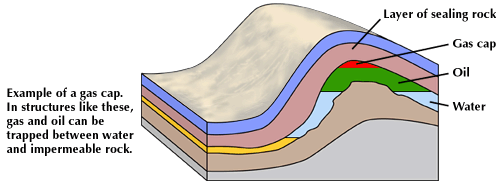 Layer of sealing rock
Gas cap
Oil
Water
Example of a gas cap.
In structures like these,
gas and oil can be
trapped between water
and impermeable rock.